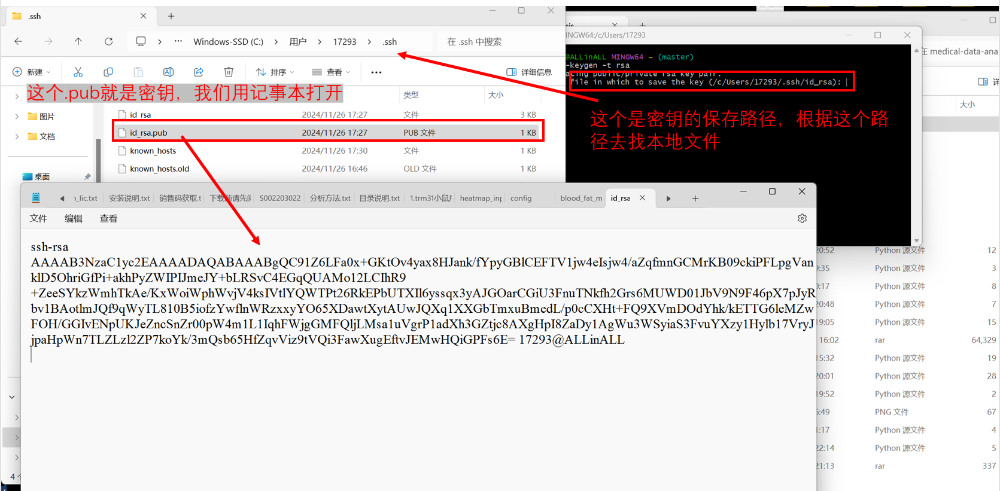 .ssh
Windows-SSD (C:) 用户 17293 .ssh
在 .ssh 中搜索
新建
排序
查看
详细信息
这个.pub就是密钥，我们用记事本打开
类型
大小
图片
文档
桌面
id_rsa 2024/11/26 17:27 文件 3 KB
id_rsa.pub 2024/11/26 17:27 PUB 文件 1 KB
known_hosts 2024/11/26 17:30 文件 1 KB
known_hosts.old 2024/11/26 16:46 OLD 文件 1 KB
INGW64:/c/Users/17293
@ALLinALL MINGW64 ~ (master)
-keygen -t rsa
ating public/private rsa key pair.
file in which to save the key (/c/Users/17293/.ssh/id_rsa):
这个是密钥的保存路径，根据这个路
径去找本地文件
在 medical-data-ana
详
大小
n_lic.txt 安装说明.txt 销售码获取.t 下载前请先阅 S002203022 分析方法.txt 目录说明.txt 1.trm31小鼠 heatmap_inp config blood_fat_m id_rsa
文件 编辑 查看
ssh-rsa
AAAAB3NzaC1yc2EAAAADAQABAAABgQC91Z6LFa0x+GKtOv4yax8HJank/fYpyGBlCEFTV1jw4eIsjw4/aZqfmnGCMrKB09ckiPFLpgVan
klD5OhriGfPi+akhPyZWIPIJmeJY+bLRSvC4EGqQUAMo12LCIhR9
+ZeeSYkzWmhTkAe/KxWoiWphWvjV4ksIVtlYQWTPt26RkEPbUTXIl6yssqx3yAJGOarCGiU3FnuTNkfh2Grs6MUWD01JbV9N9F46pX7pJyR
bv1BAotlmJQf9qWyTL810B5iofzYwflnWRzxxyYO65XDawtXytAUwJQXq1XXGbTmxuBmedL/p0cCXHt+FQ9XVmDOdYhk/kETTG6leMZw
FOH/GGIvENpUKJeZncSnZr00pW4m1L1IqhFWjgGMFQljLMsa1uVgrP1adXh3GZtjc8AXgHpI8ZaDy1AgWu3WSyiaS3FvuYXzy1Hylb17VryJ
jpaHpWn7TLZLzl2ZP7koYk/3mQsb65HfZqvViz9tVQi3FawXugEftvJEMwHQiGPFs6E= 17293@ALLinALL
20:52 Python 源文件 12
9:35 Python 源文件 3
0:17 Python 源文件 8
20:48 Python 源文件 7
19:05 Python 源文件 15
16:02 rar 64,329
15:32 Python 源文件 19
20:01 Python 源文件 28
19:52 Python 源文件 2
6:49 PNG 文件 67
1:17 Python 源文件 4
22:14 Python 源文件 5
21:13 rar 337